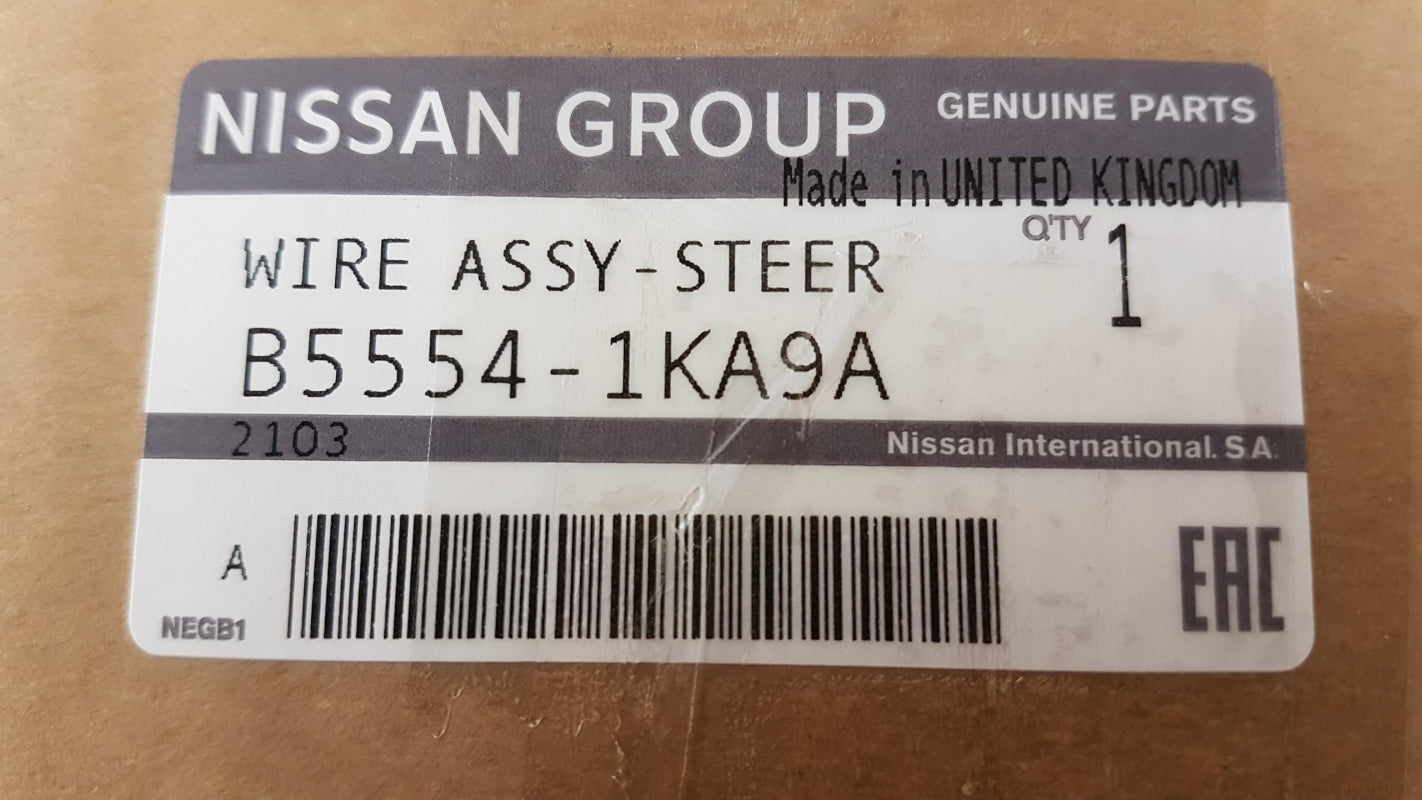 NISSAN GROUP GENUINE PARTS
Made in UNITED KINGDOM
Q'TY 1
WIRE ASSY-STEER
B5554-1KA9A
2103 Nissan International. S.A.
A
NEGB1
EAC